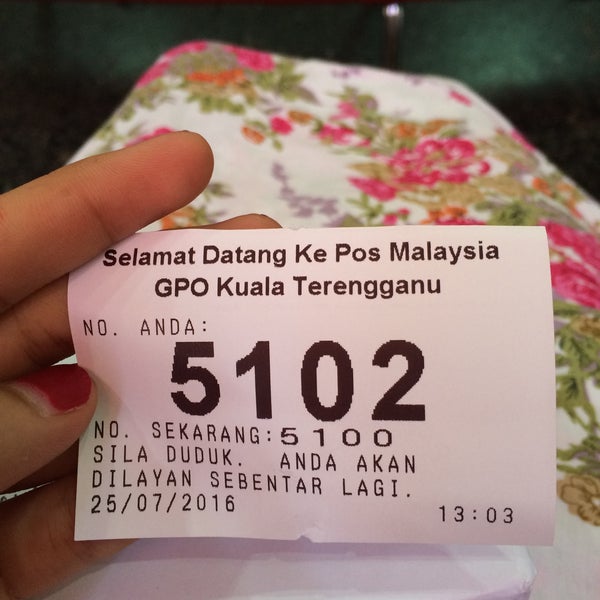 Selamat Datang Ke Pos Malaysia
GPO Kuala Terengganu
NO. ANDA:
5102
NO. SEKARANG:5100
SILA DUDUK. ANDA AKAN
DILAYAN SEBENTAR LAGI.
25/07/2016 13:03